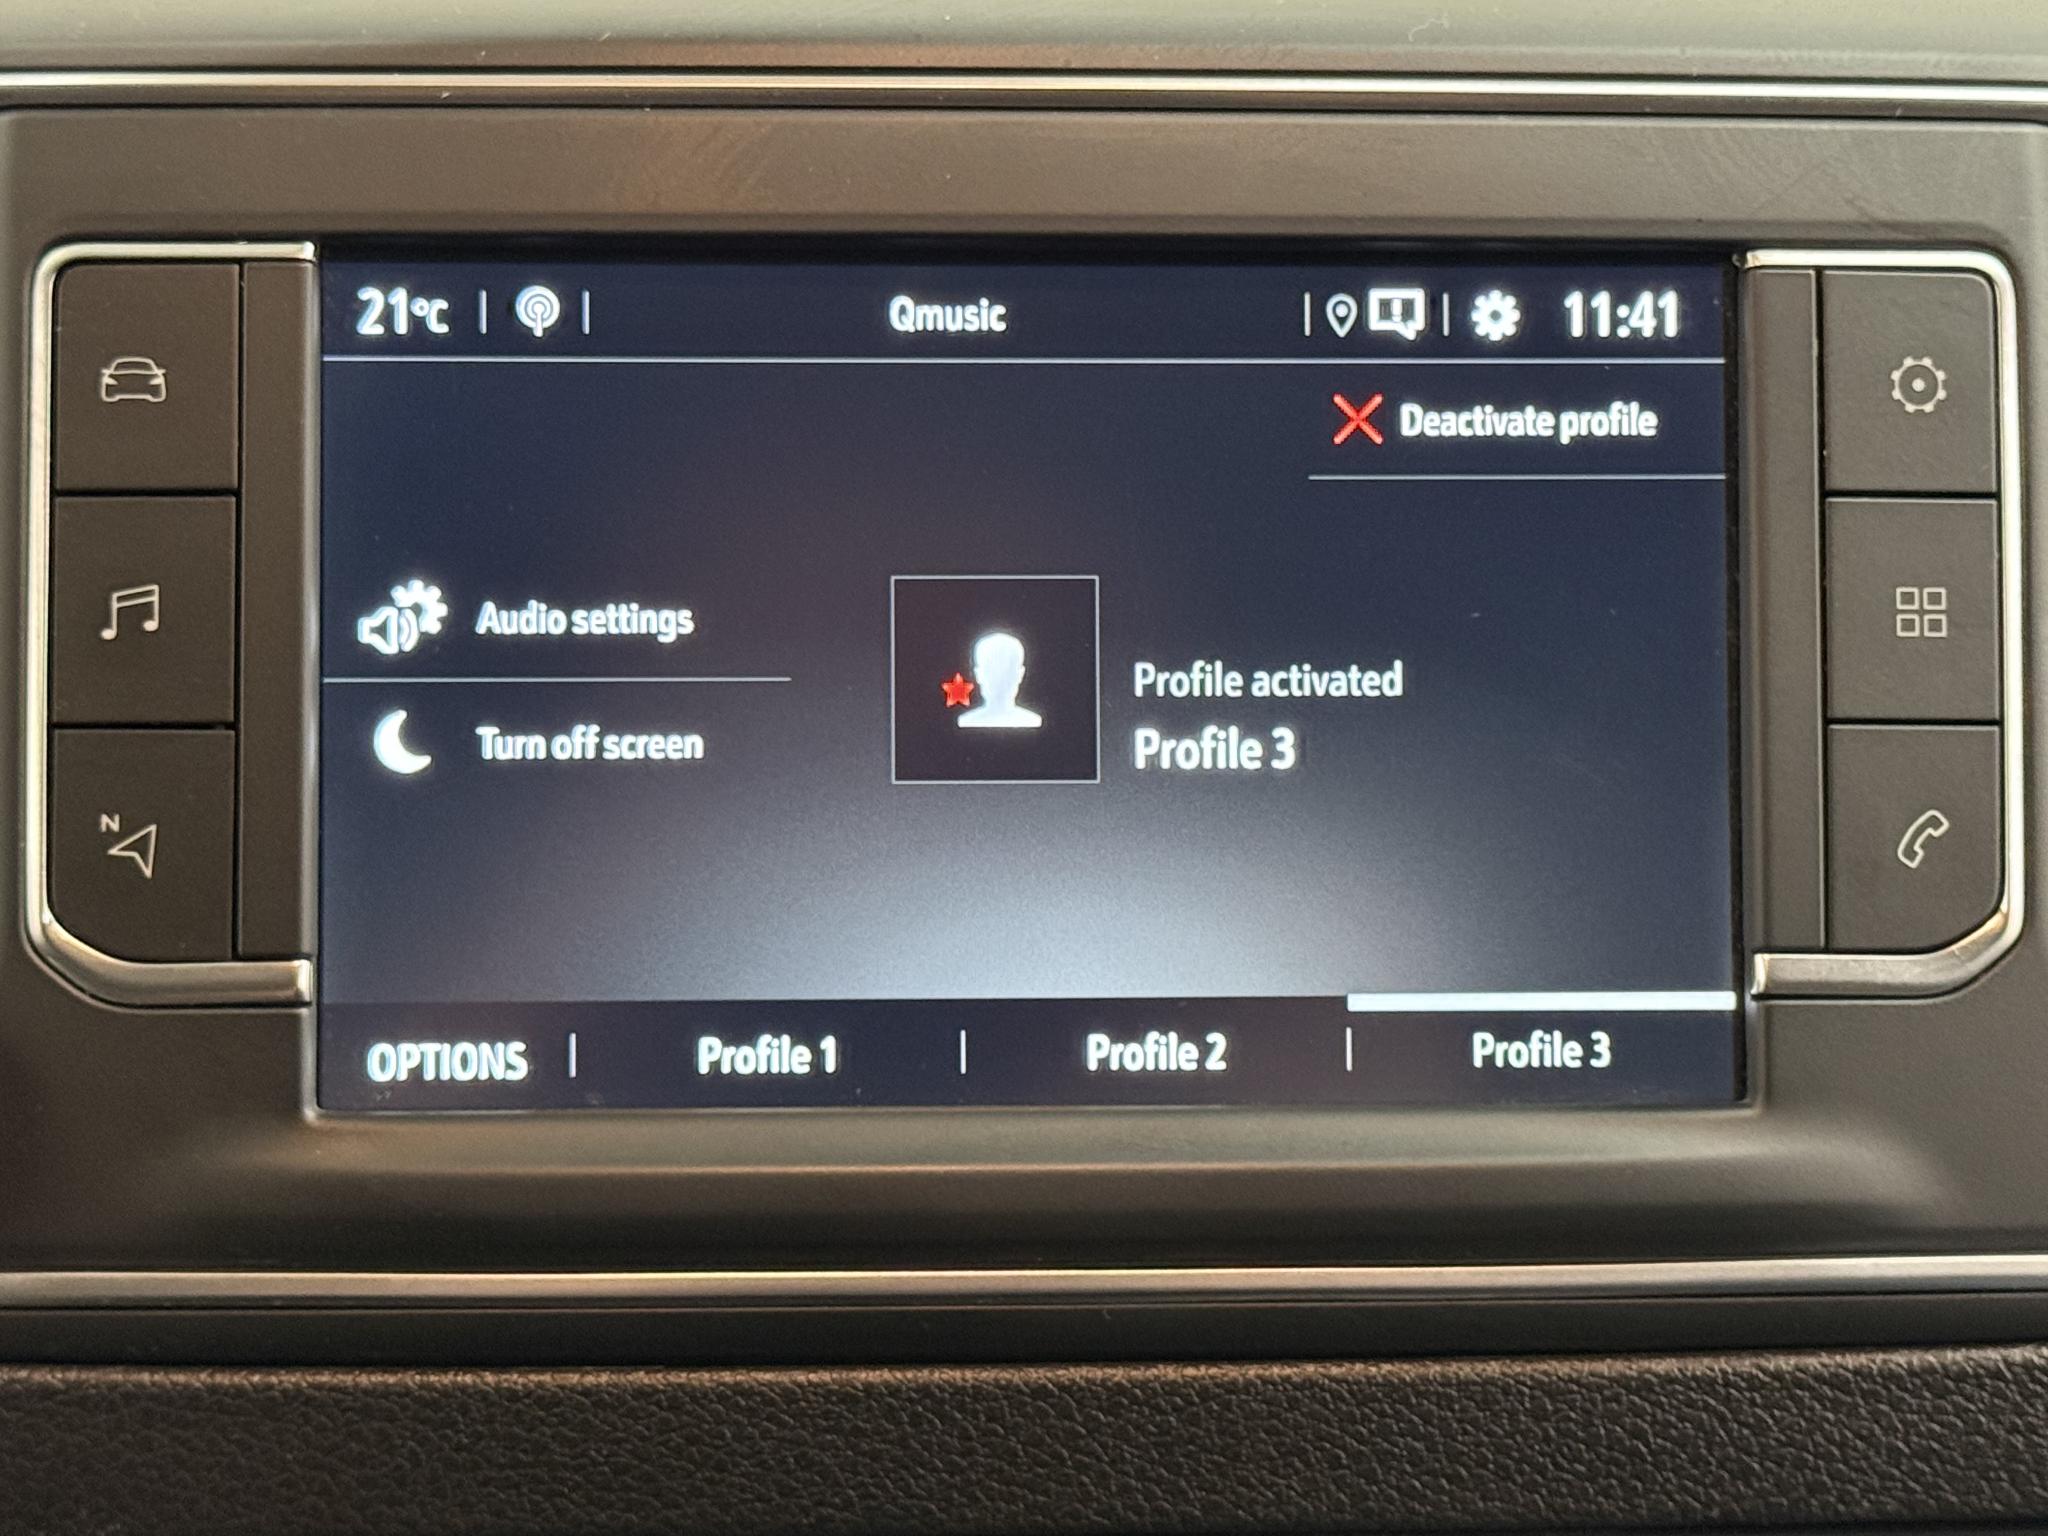 21°C
Qmusic
11:41
Deactivate profile
Audio settings
Turn off screen
Profile activated
Profile 3
N
OPTIONS
Profile 1
Profile 2
Profile 3